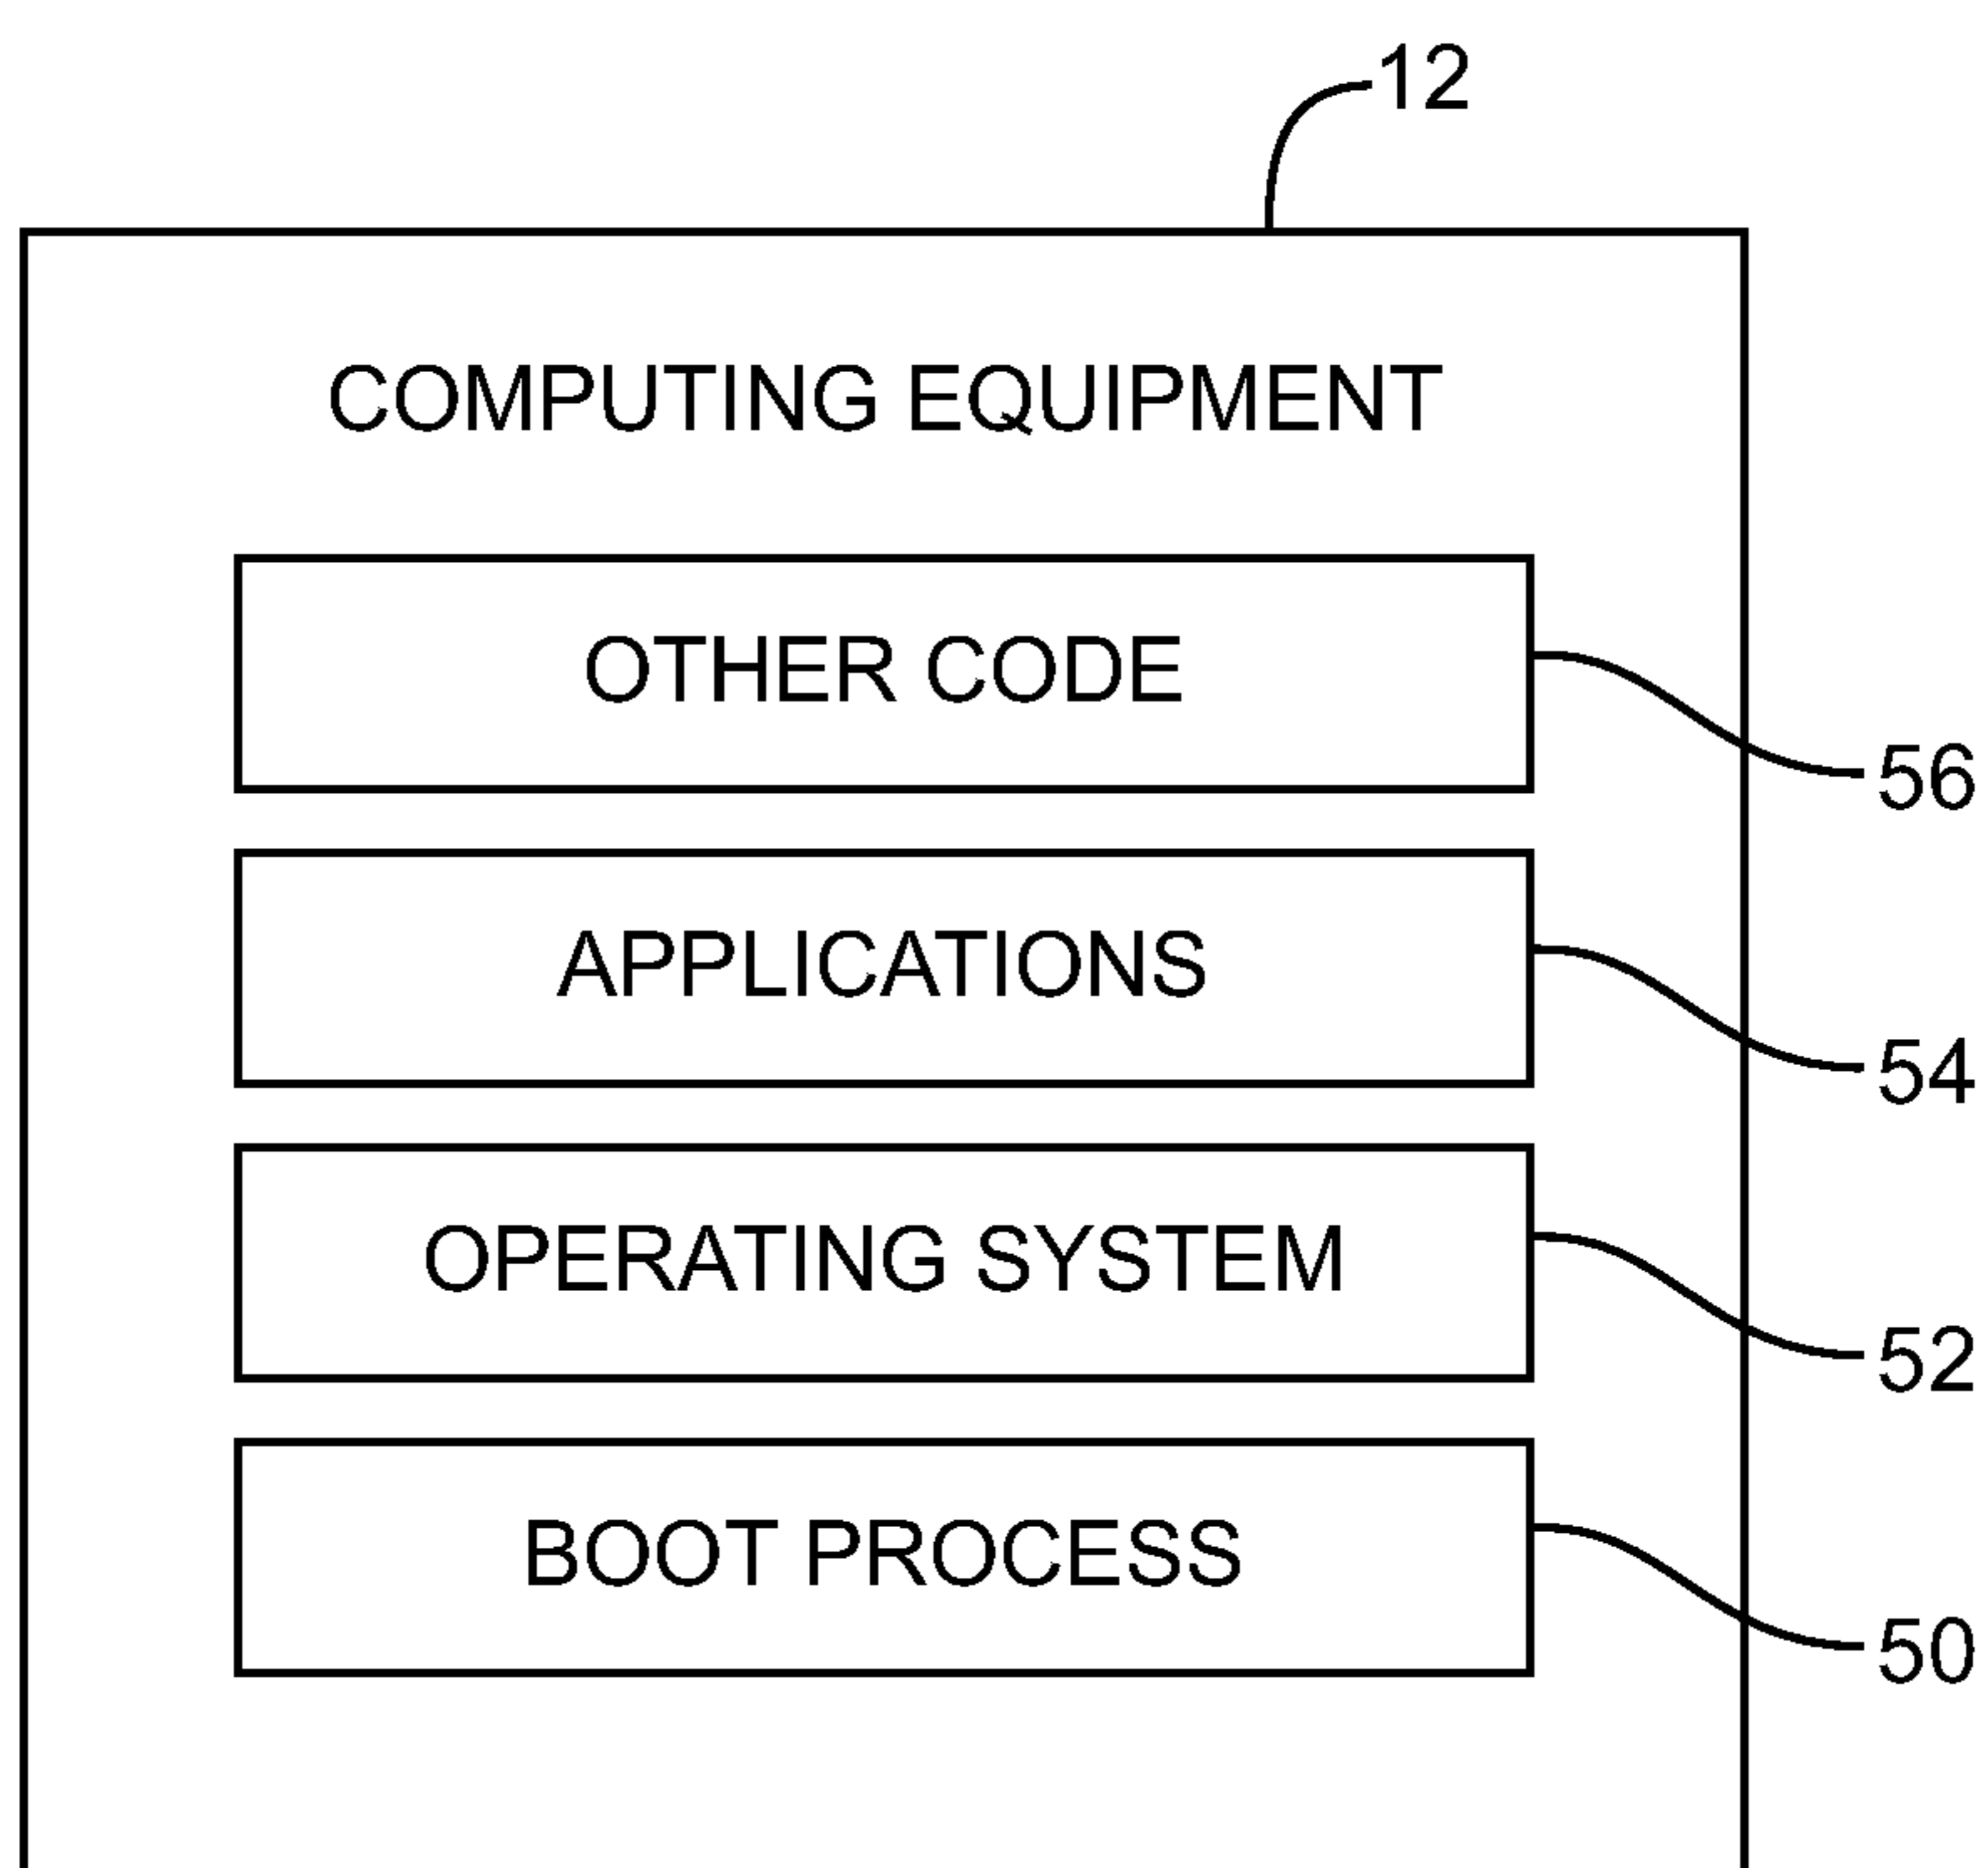 12
COMPUTING EQUIPMENT
OTHER CODE
56
APPLICATIONS
54
OPERATING SYSTEM
52
BOOT PROCESS
50